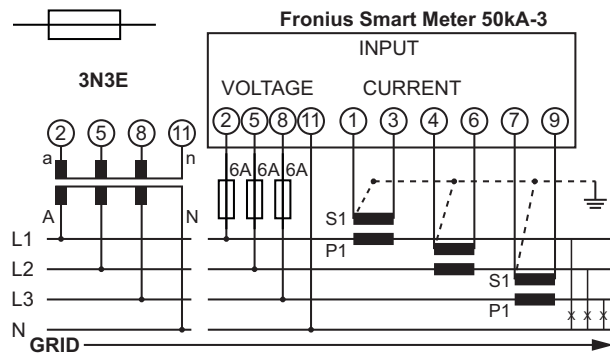 Fronius Smart Meter 50kA-3
INPUT
3N3E
VOLTAGE CURRENT
2 5 8 11
2 5 8 11 1 3 4 6 7 9
a n
6A 6A 6A
A N
S1
P1
S1
P1
L1
L2
L3
N
x x x
GRID